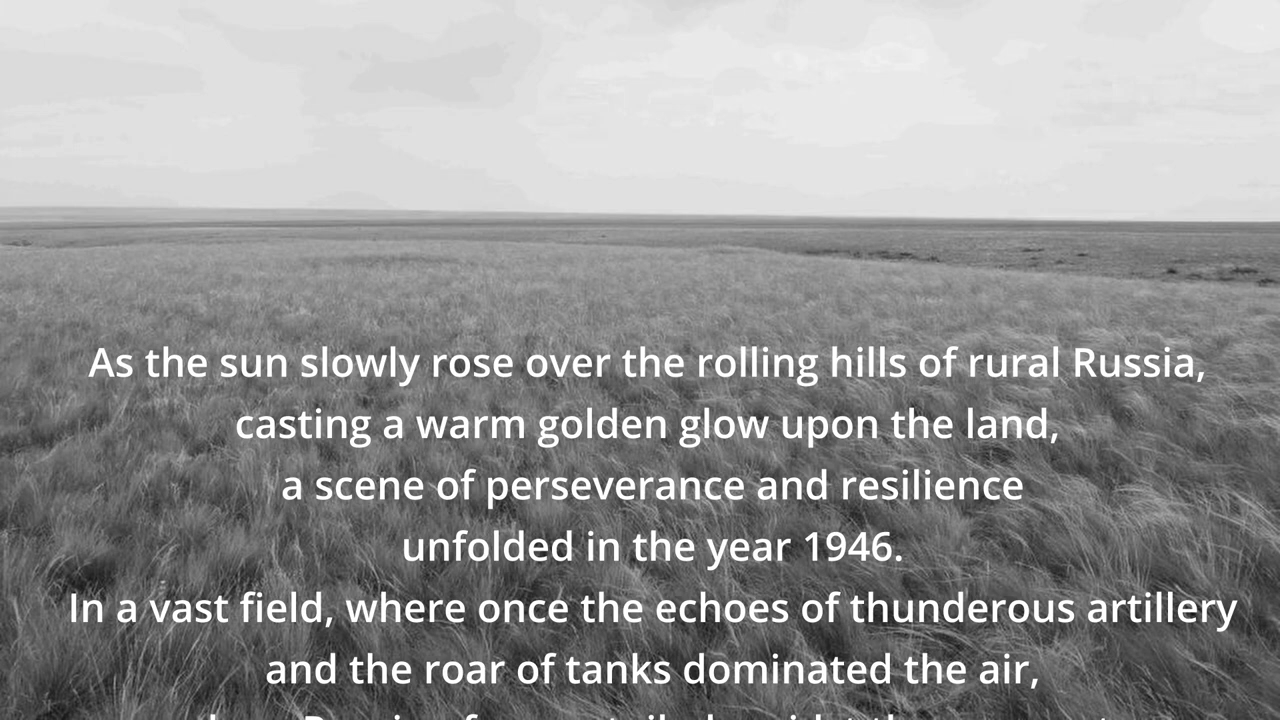 As the sun slowly rose over the rolling hills of rural Russia,
casting a warm golden glow upon the land,
a scene of perseverance and resilience
unfolded in the year 1946.
In a vast field, where once the echoes of thunderous artillery
and the roar of tanks dominated the air,